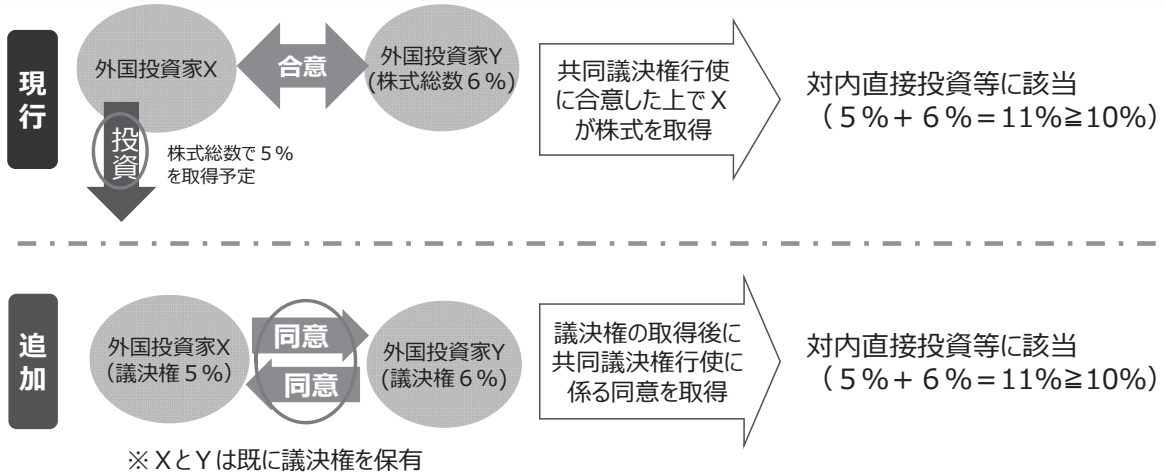 現行
外国投資家X
合意
外国投資家Y
(株式総数6%)
投資
株式総数で5%
を取得予定
共同議決権行使
に合意した上でX
が株式を取得
対内直接投資等に該当
(5%+6%=11%≧10%)
追加
外国投資家X
(議決権5%)
同意
同意
外国投資家Y
(議決権6%)
議決権の取得後に
共同議決権行使に
係る同意を取得
対内直接投資等に該当
(5%+6%=11%≧10%)
※XとYは既に議決権を保有